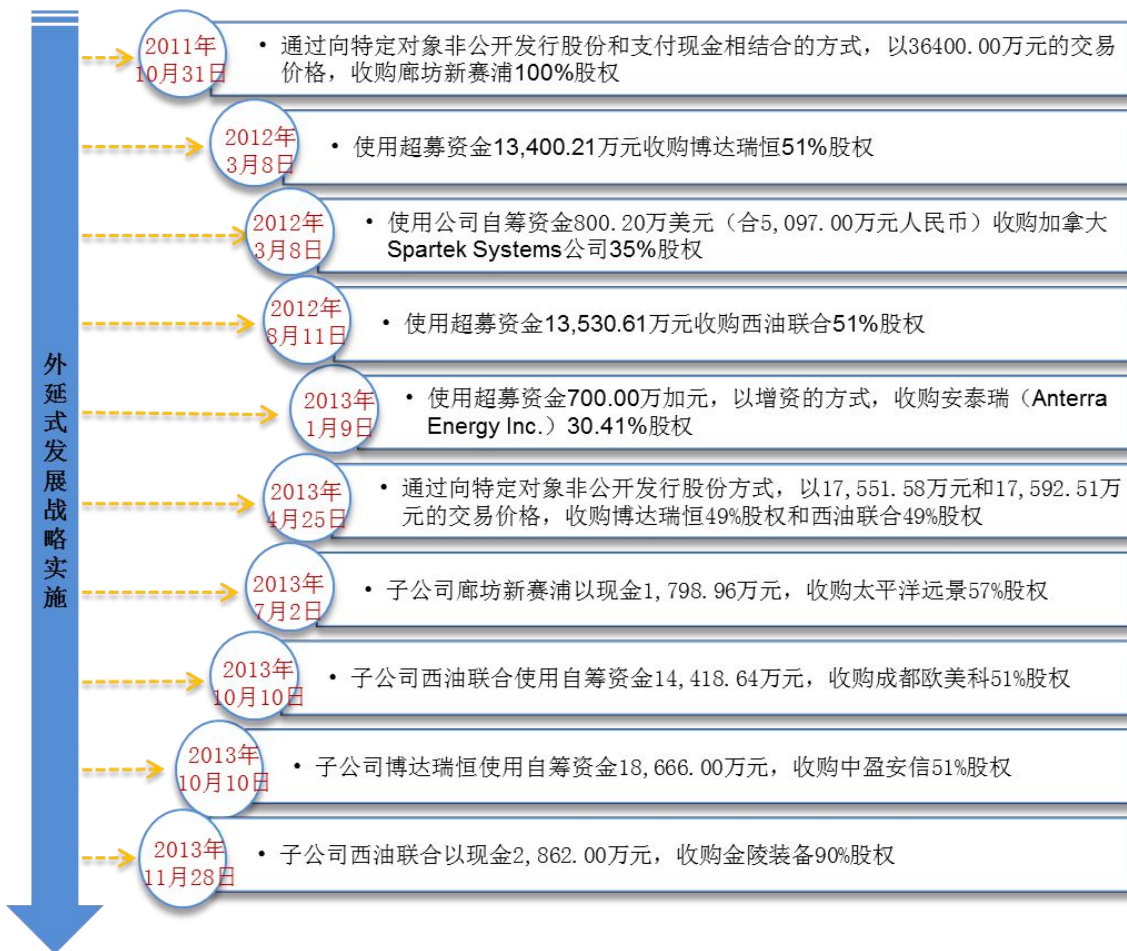 外延式发展战略实施
2011年
10月31日
• 通过向特定对象非公开发行股份和支付现金相结合的方式，以36400.00万元的交易
价格，收购廊坊新赛浦100%股权
2012年
3月8日
• 使用超募资金13,400.21万元收购博达瑞恒51%股权
2012年
3月8日
• 使用公司自筹资金800.20万美元（合5,097.00万元人民币）收购加拿大
Spartek Systems公司35%股权
2012年
8月11日
• 使用超募资金13,530.61万元收购西油联合51%股权
2013年
1月9日
• 使用超募资金700.00万加元，以增资的方式，收购安泰瑞（Anterra
Energy Inc.）30.41%股权
2013年
4月25日
• 通过向特定对象非公开发行股份方式，以17,551.58万元和17,592.51万
元的交易价格，收购博达瑞恒49%股权和西油联合49%股权
2013年
7月2日
• 子公司廊坊新赛浦以现金1,798.96万元，收购太平洋远景57%股权
2013年
10月10日
• 子公司西油联合使用自筹资金14,418.64万元，收购成都欧美科51%股权
2013年
10月10日
• 子公司博达瑞恒使用自筹资金18,666.00万元，收购中盈安信51%股权
2013年
11月28日
• 子公司西油联合以现金2,862.00万元，收购金陵装备90%股权